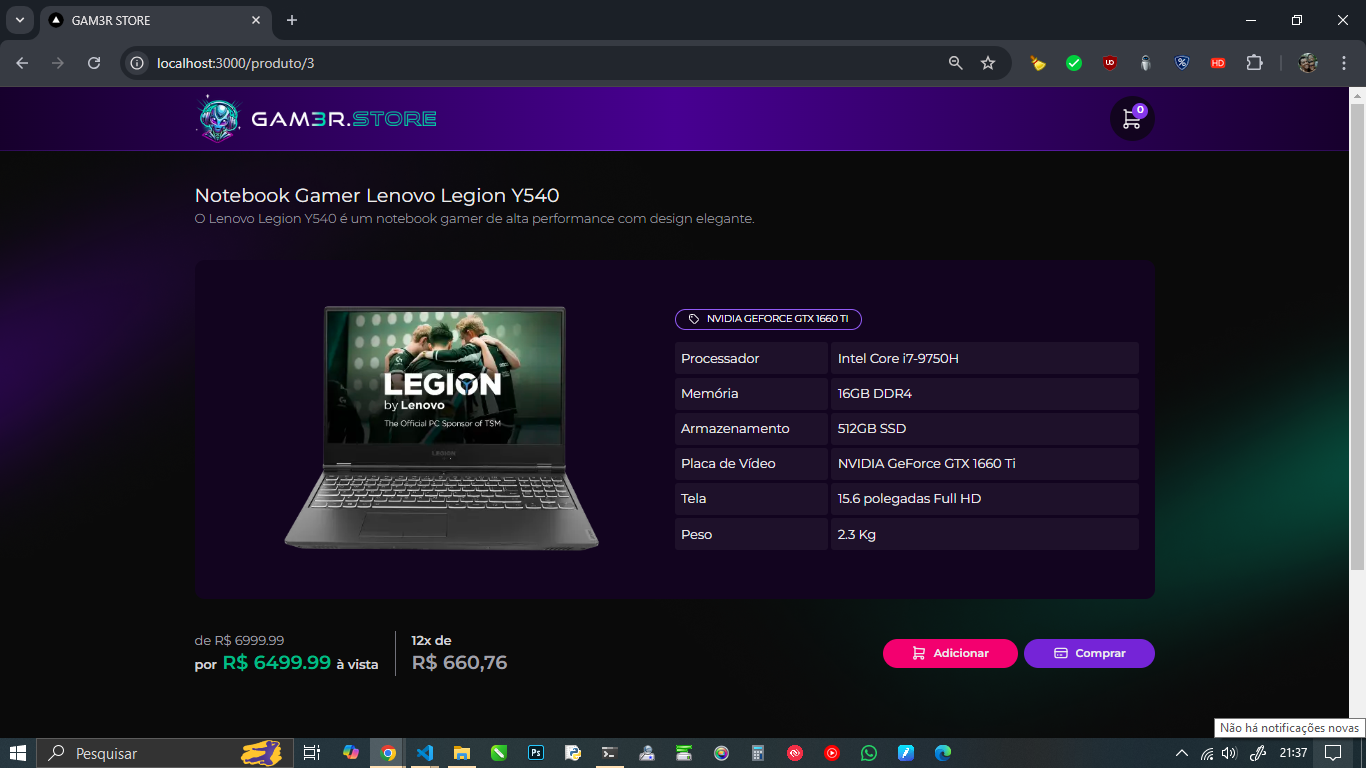 GAM3R STORE
localhost:3000/produto/3
UD
HD
GAM3R.STORE
0
Notebook Gamer Lenovo Legion Y540
O Lenovo Legion Y540 é um notebook gamer de alta performance com design elegante.
LEGION
by Lenovo
The Official PC Sponsor of TSM
LEGION
NVIDIA GEFORCE GTX 1660 TI
Processador Intel Core i7-9750H
Memória 16GB DDR4
Armazenamento 512GB SSD
Placa de Vídeo NVIDIA GeForce GTX 1660 Ti
Tela 15.6 polegadas Full HD
Peso 2.3 Kg
de R$ 6999.99
por R$ 6499.99 à vista
12x de
R$ 660,76
Adicionar
Comprar
Não há notificações novas
Pesquisar
Ps
21:37